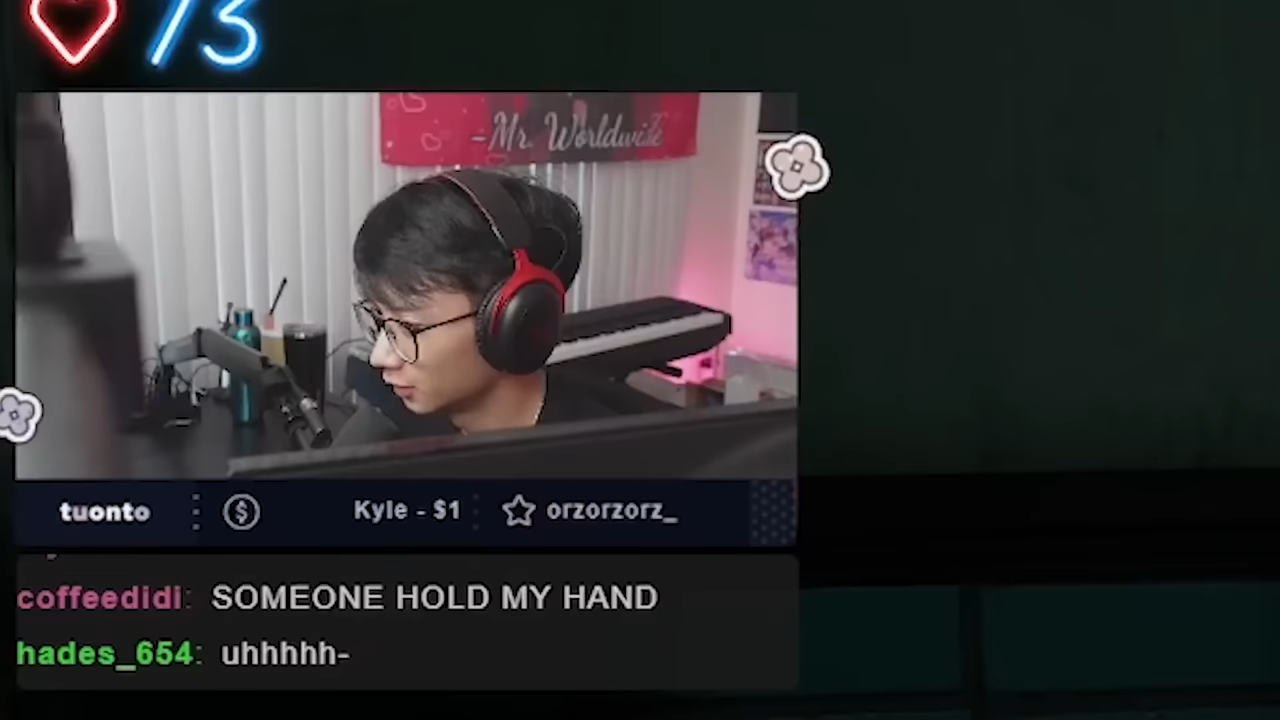 73
-Mr. Worldwide
tuonto
Kyle - $1
orzorzorz_
coffeedidi: SOMEONE HOLD MY HAND
hades_654: uhhhhh-